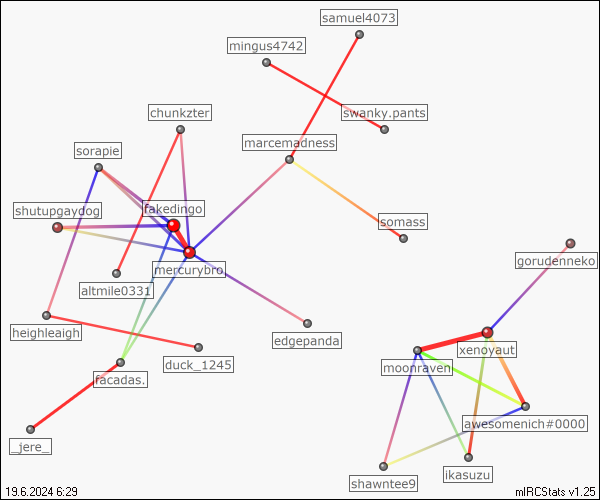 samuel4073
mingus4742
chunkzter
swanky.pants
marcemadness
sorapie
shutupgaydog
fakedingo
somass
gorudenneko
mercurybro.
altmile0331
heighleaigh
edgepanda
xenoyaut
duck_1245
moonraven
facadas.
awesomenich#0000
_jere_
ikasuzu
shawntee9
19.6.2024 6:29
mIRCStats v1.25